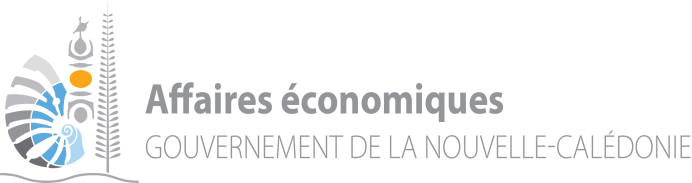 Affaires économiques
GOUVERNEMENT DE LA NOUVELLE-CALÉDONIE